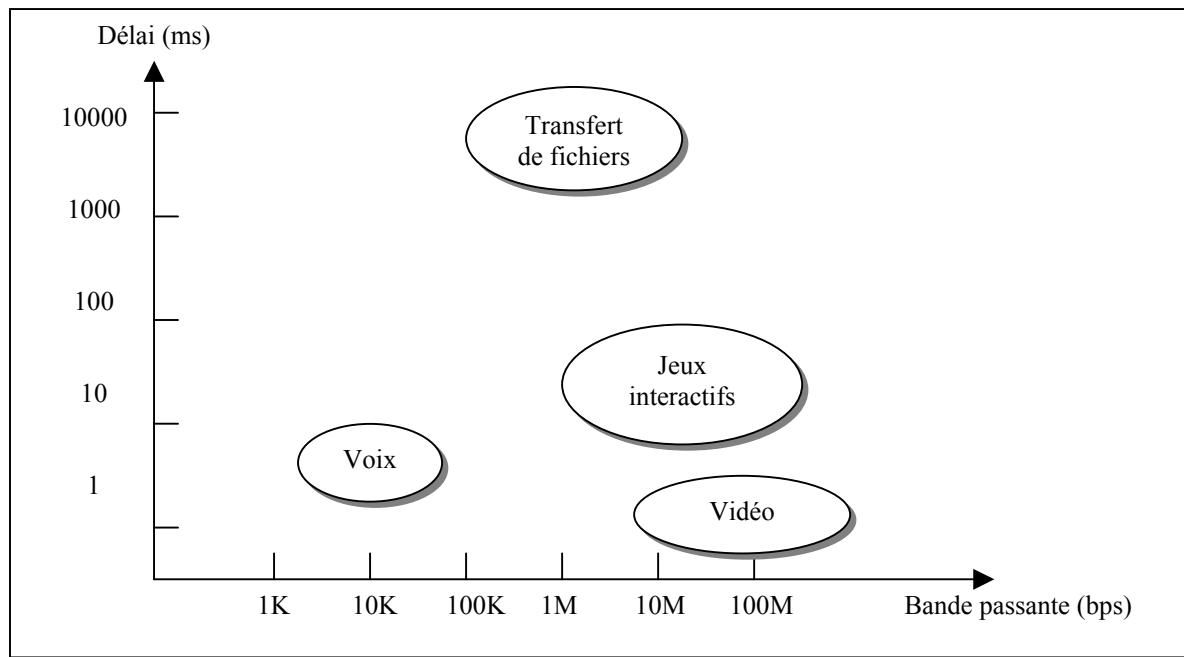 Délai (ms)
10000
Transfert
de fichiers
1000
100
Jeux
interactifs
10
Voix
1
Vidéo
1K 10K 100K 1M 10M 100M Bande passante (bps)